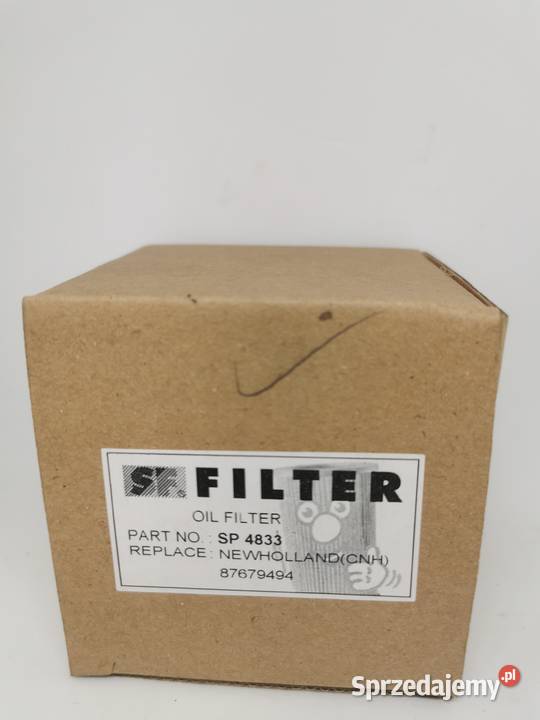 SF. FILTER
OIL FILTER
PART NO.: SP 4833
REPLACE: NEWHOLLAND(CNH)
87679494
Sprzedajemy.pl